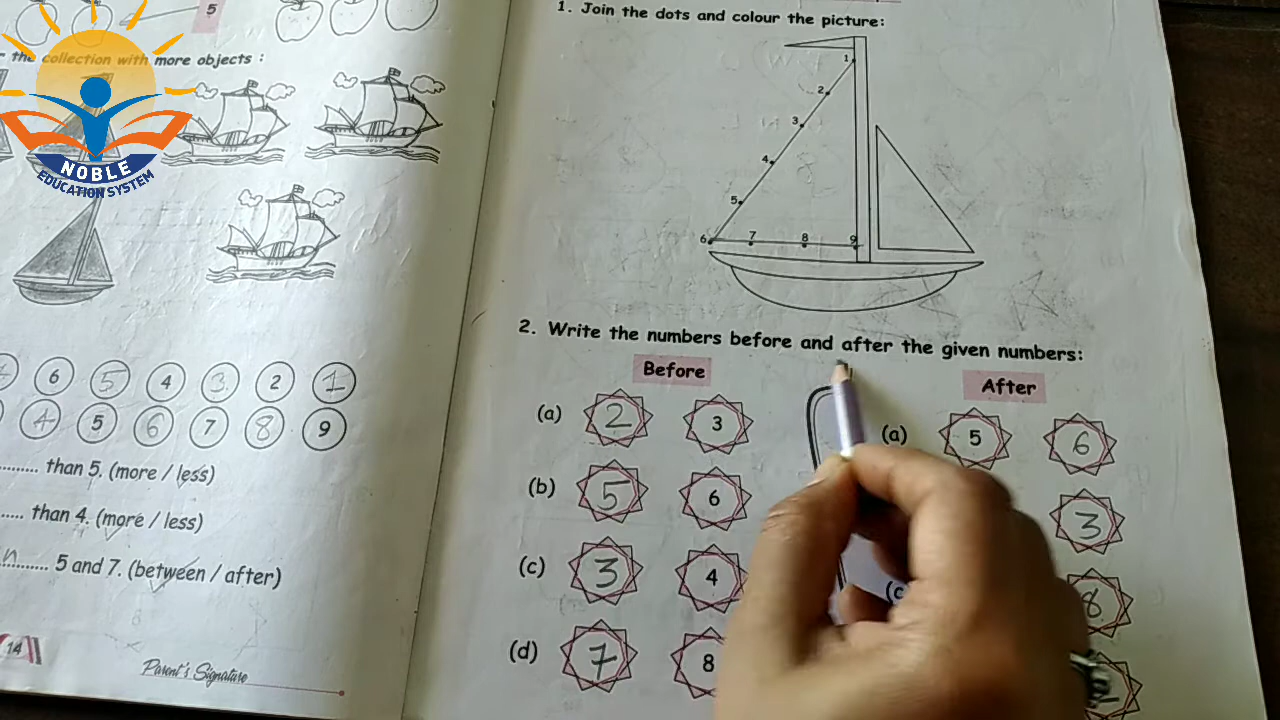 5
the collection with more objects :
NOBLE
EDUCATION SYSTEM
6 5 4 3 2 1
4 5 6 7 8 9
......... than 5. (more / less)
..... than 4. (more / less)
n......... 5 and 7. (between / after)
14
Parent's Signature
1. Join the dots and colour the picture:
1
2
3
4
5
6 7 8 9
2. Write the numbers before and after the given numbers:
Before After
(a) 2 3 (a) 5 6
(b) 5 6 3
(c) 3 4 (c 8
(d) 7 8